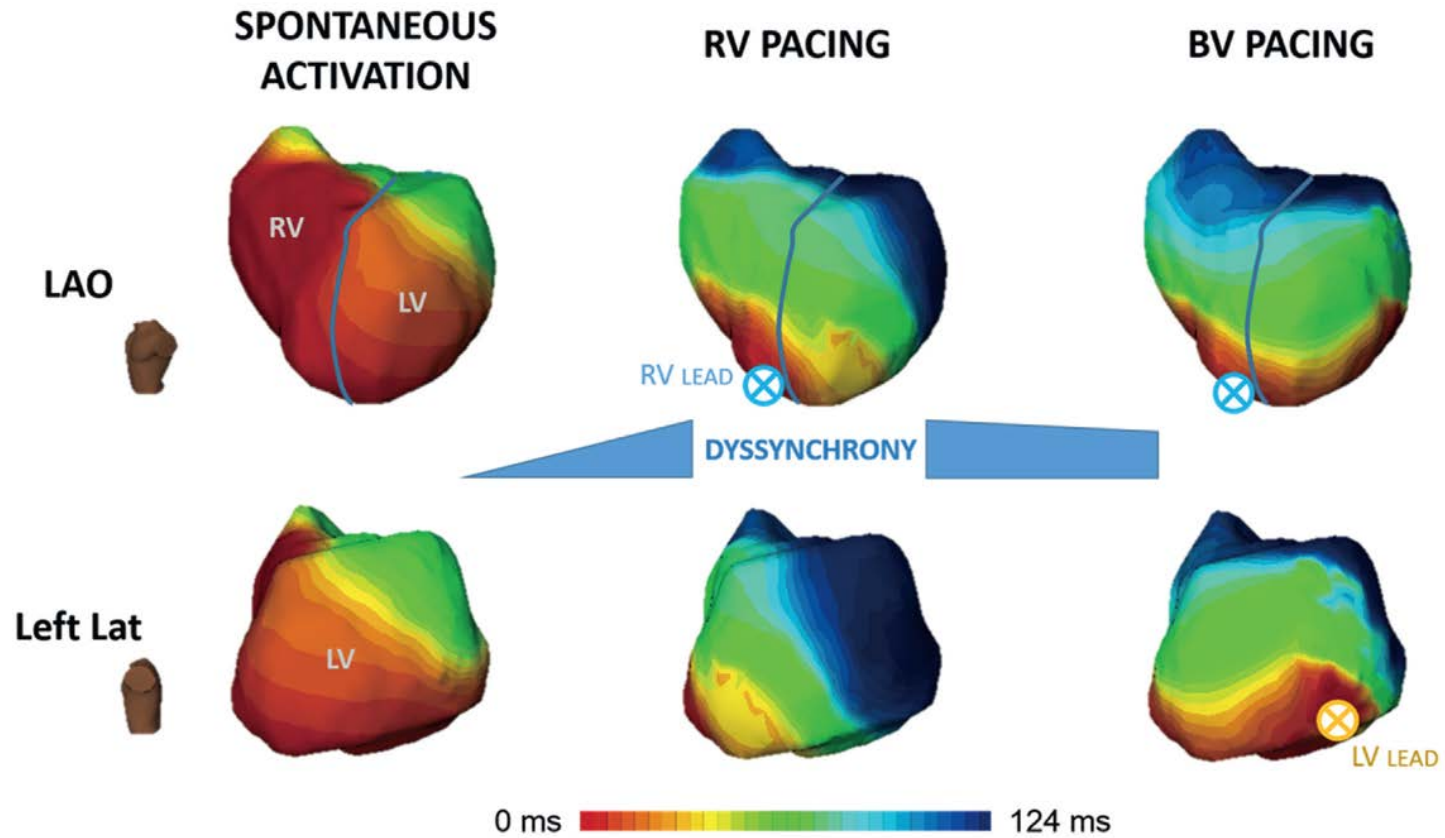 SPONTANEOUS
ACTIVATION
RV PACING
BV PACING
LAO
RV
LV
RV LEAD
DYSSYNCHRONY
Left Lat
LV
LV LEAD
0 ms
124 ms